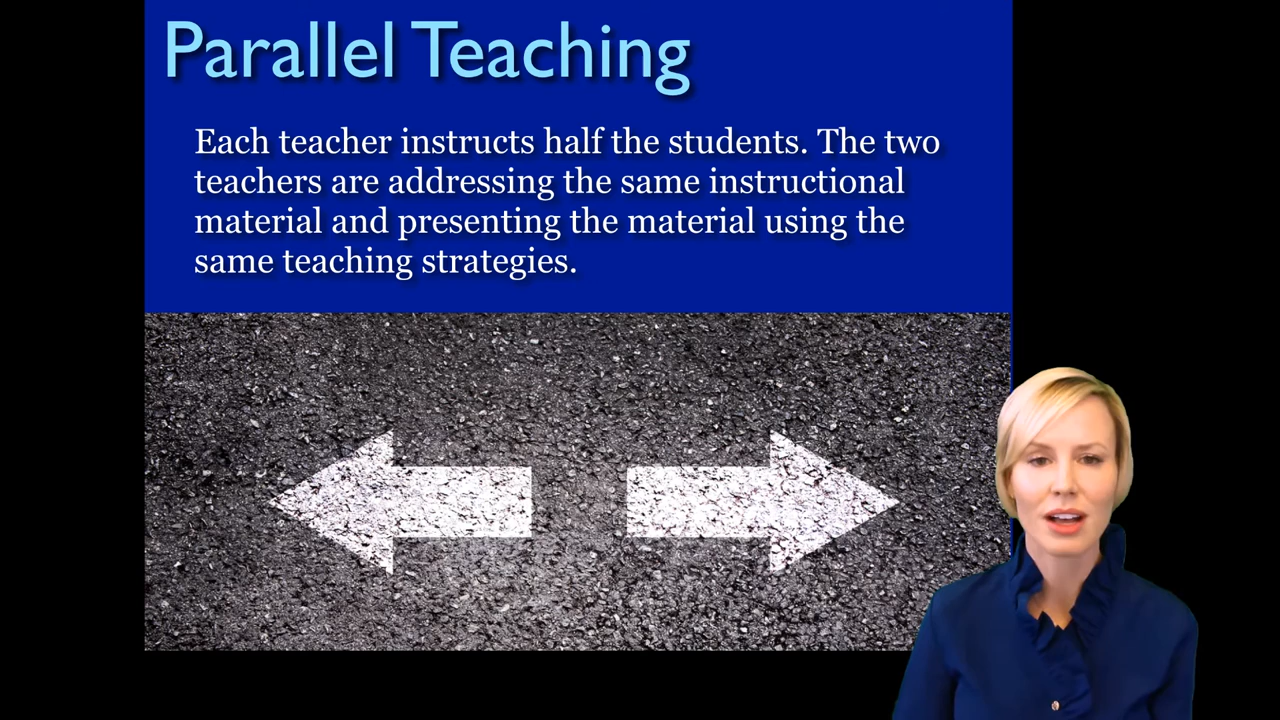 Parallel Teaching
Each teacher instructs half the students. The two
teachers are addressing the same instructional
material and presenting the material using the
same teaching strategies.